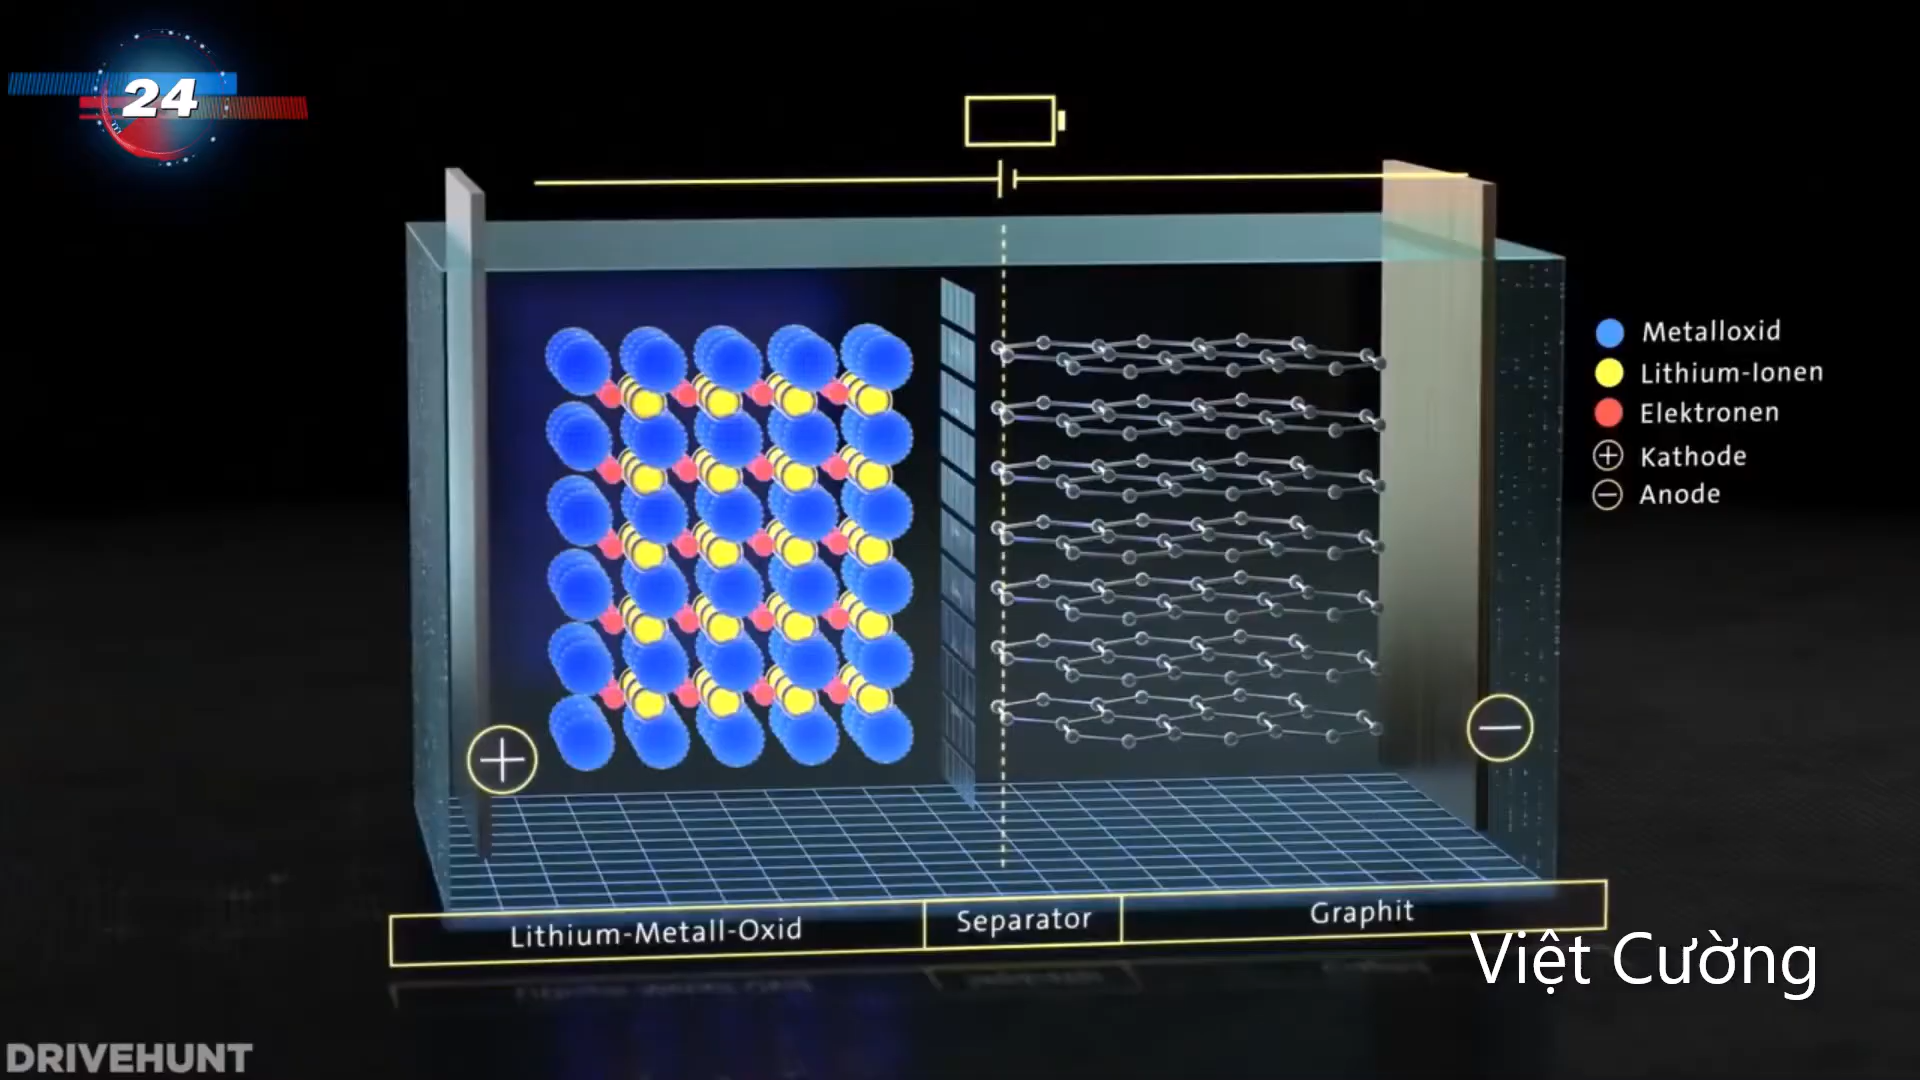 24
Metalloxid
Lithium-Ionen
Elektronen
Kathode
Anode
Lithium-Metall-Oxid
Separator
Graphit
Việt Cường
DRIVEHUNT